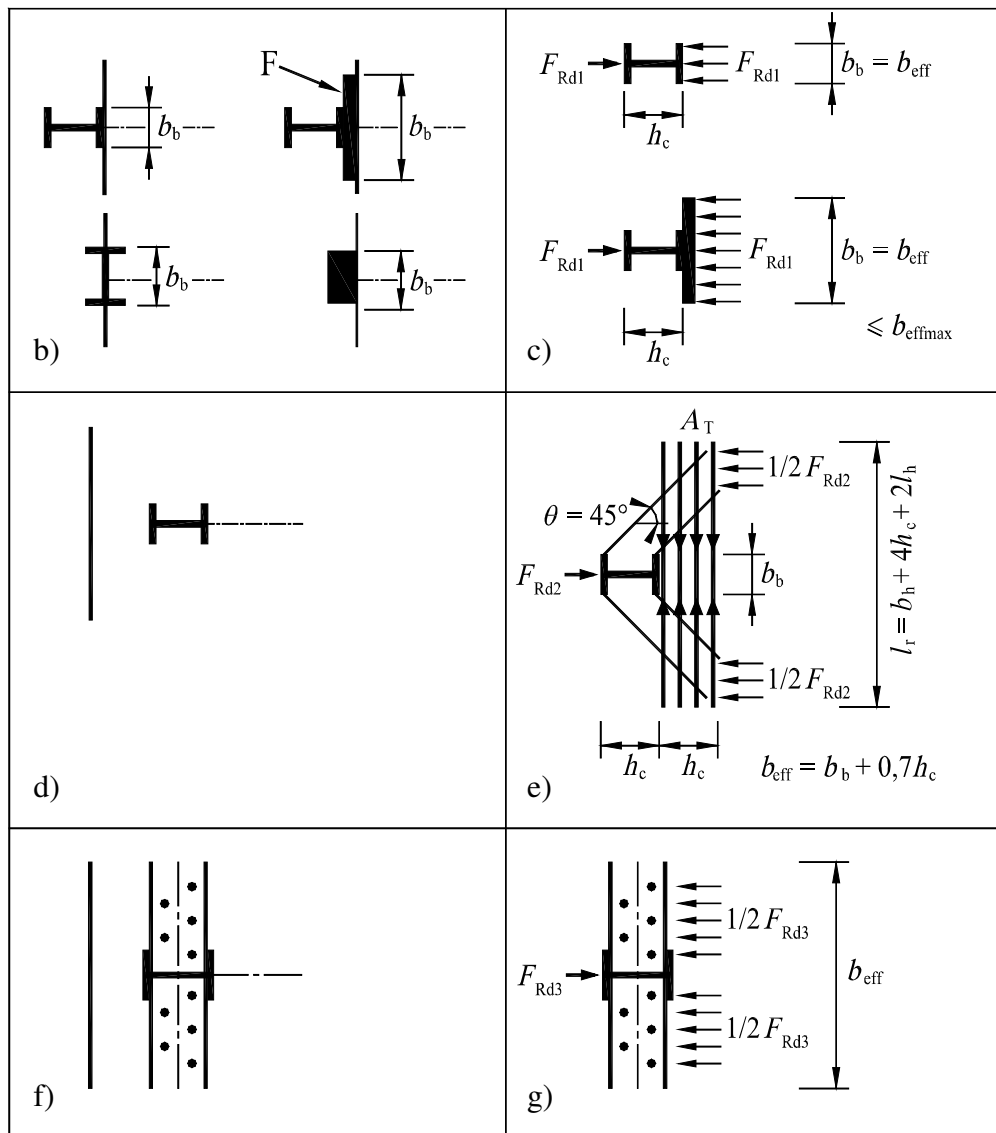 F
b_b
b_b
b_b
b_b
b)
F_Rd1
F_Rd1
b_b = b_eff
h_c
F_Rd1
F_Rd1
b_b = b_eff
h_c
⩽ b_effmax
c)
d)
A_T
1/2 F_Rd2
θ = 45°
F_Rd2
b_b
l_r = b_h + 4h_c + 2l_h
1/2 F_Rd2
h_c
h_c
b_eff = b_b + 0,7h_c
e)
f)
1/2 F_Rd3
F_Rd3
b_eff
1/2 F_Rd3
g)